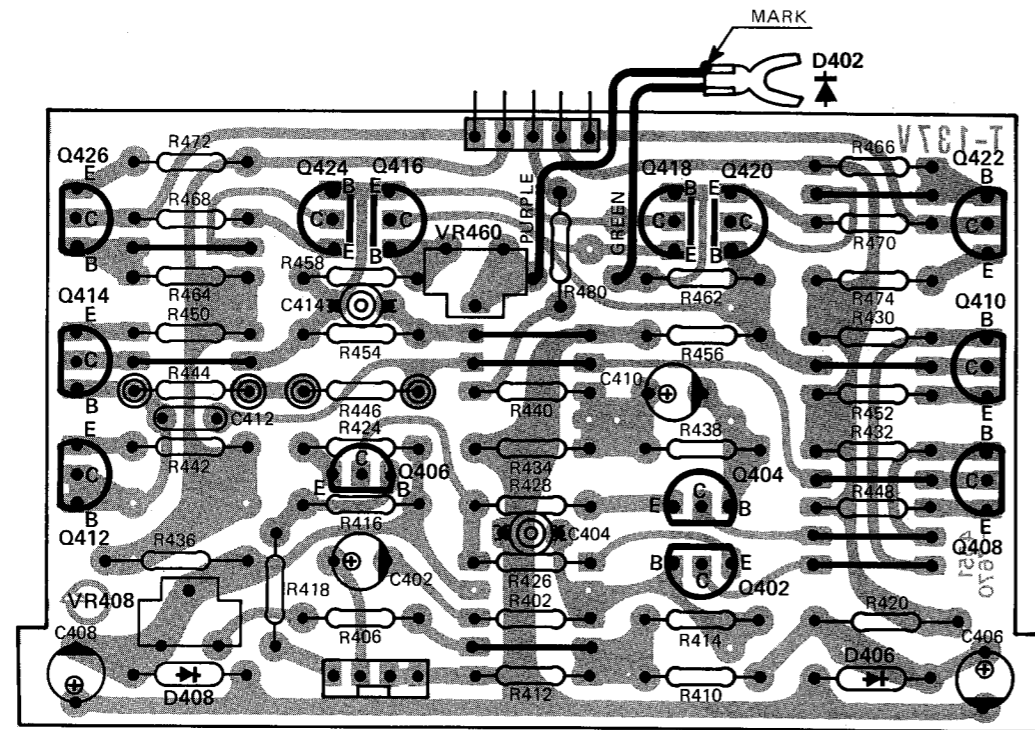 MARK
D402
T-137V
R472
R466
Q426
Q424
Q416
Q418
Q420
Q422
E
B
E
B
E
B
R468
PURPLE
GREEN
C
C
C
C
C
C
R470
VR460
B
E
B
E
B
E
R458
R464
R480
R462
R474
Q414
C414
Q410
E
R450
R430
B
R454
R456
C
C
R444
C410
R446
R440
R452
B
C412
E
E
R424
R438
R432
B
R442
C
Q406
R434
Q404
C
E
B
R428
C
R448
C
R416
E
B
B
E
Q412
C404
Q408
R436
B
E
C
R418
C402
R426
Q402
VR408
R402
R420
C408
R406
R414
C406
D406
D408
R412
R410